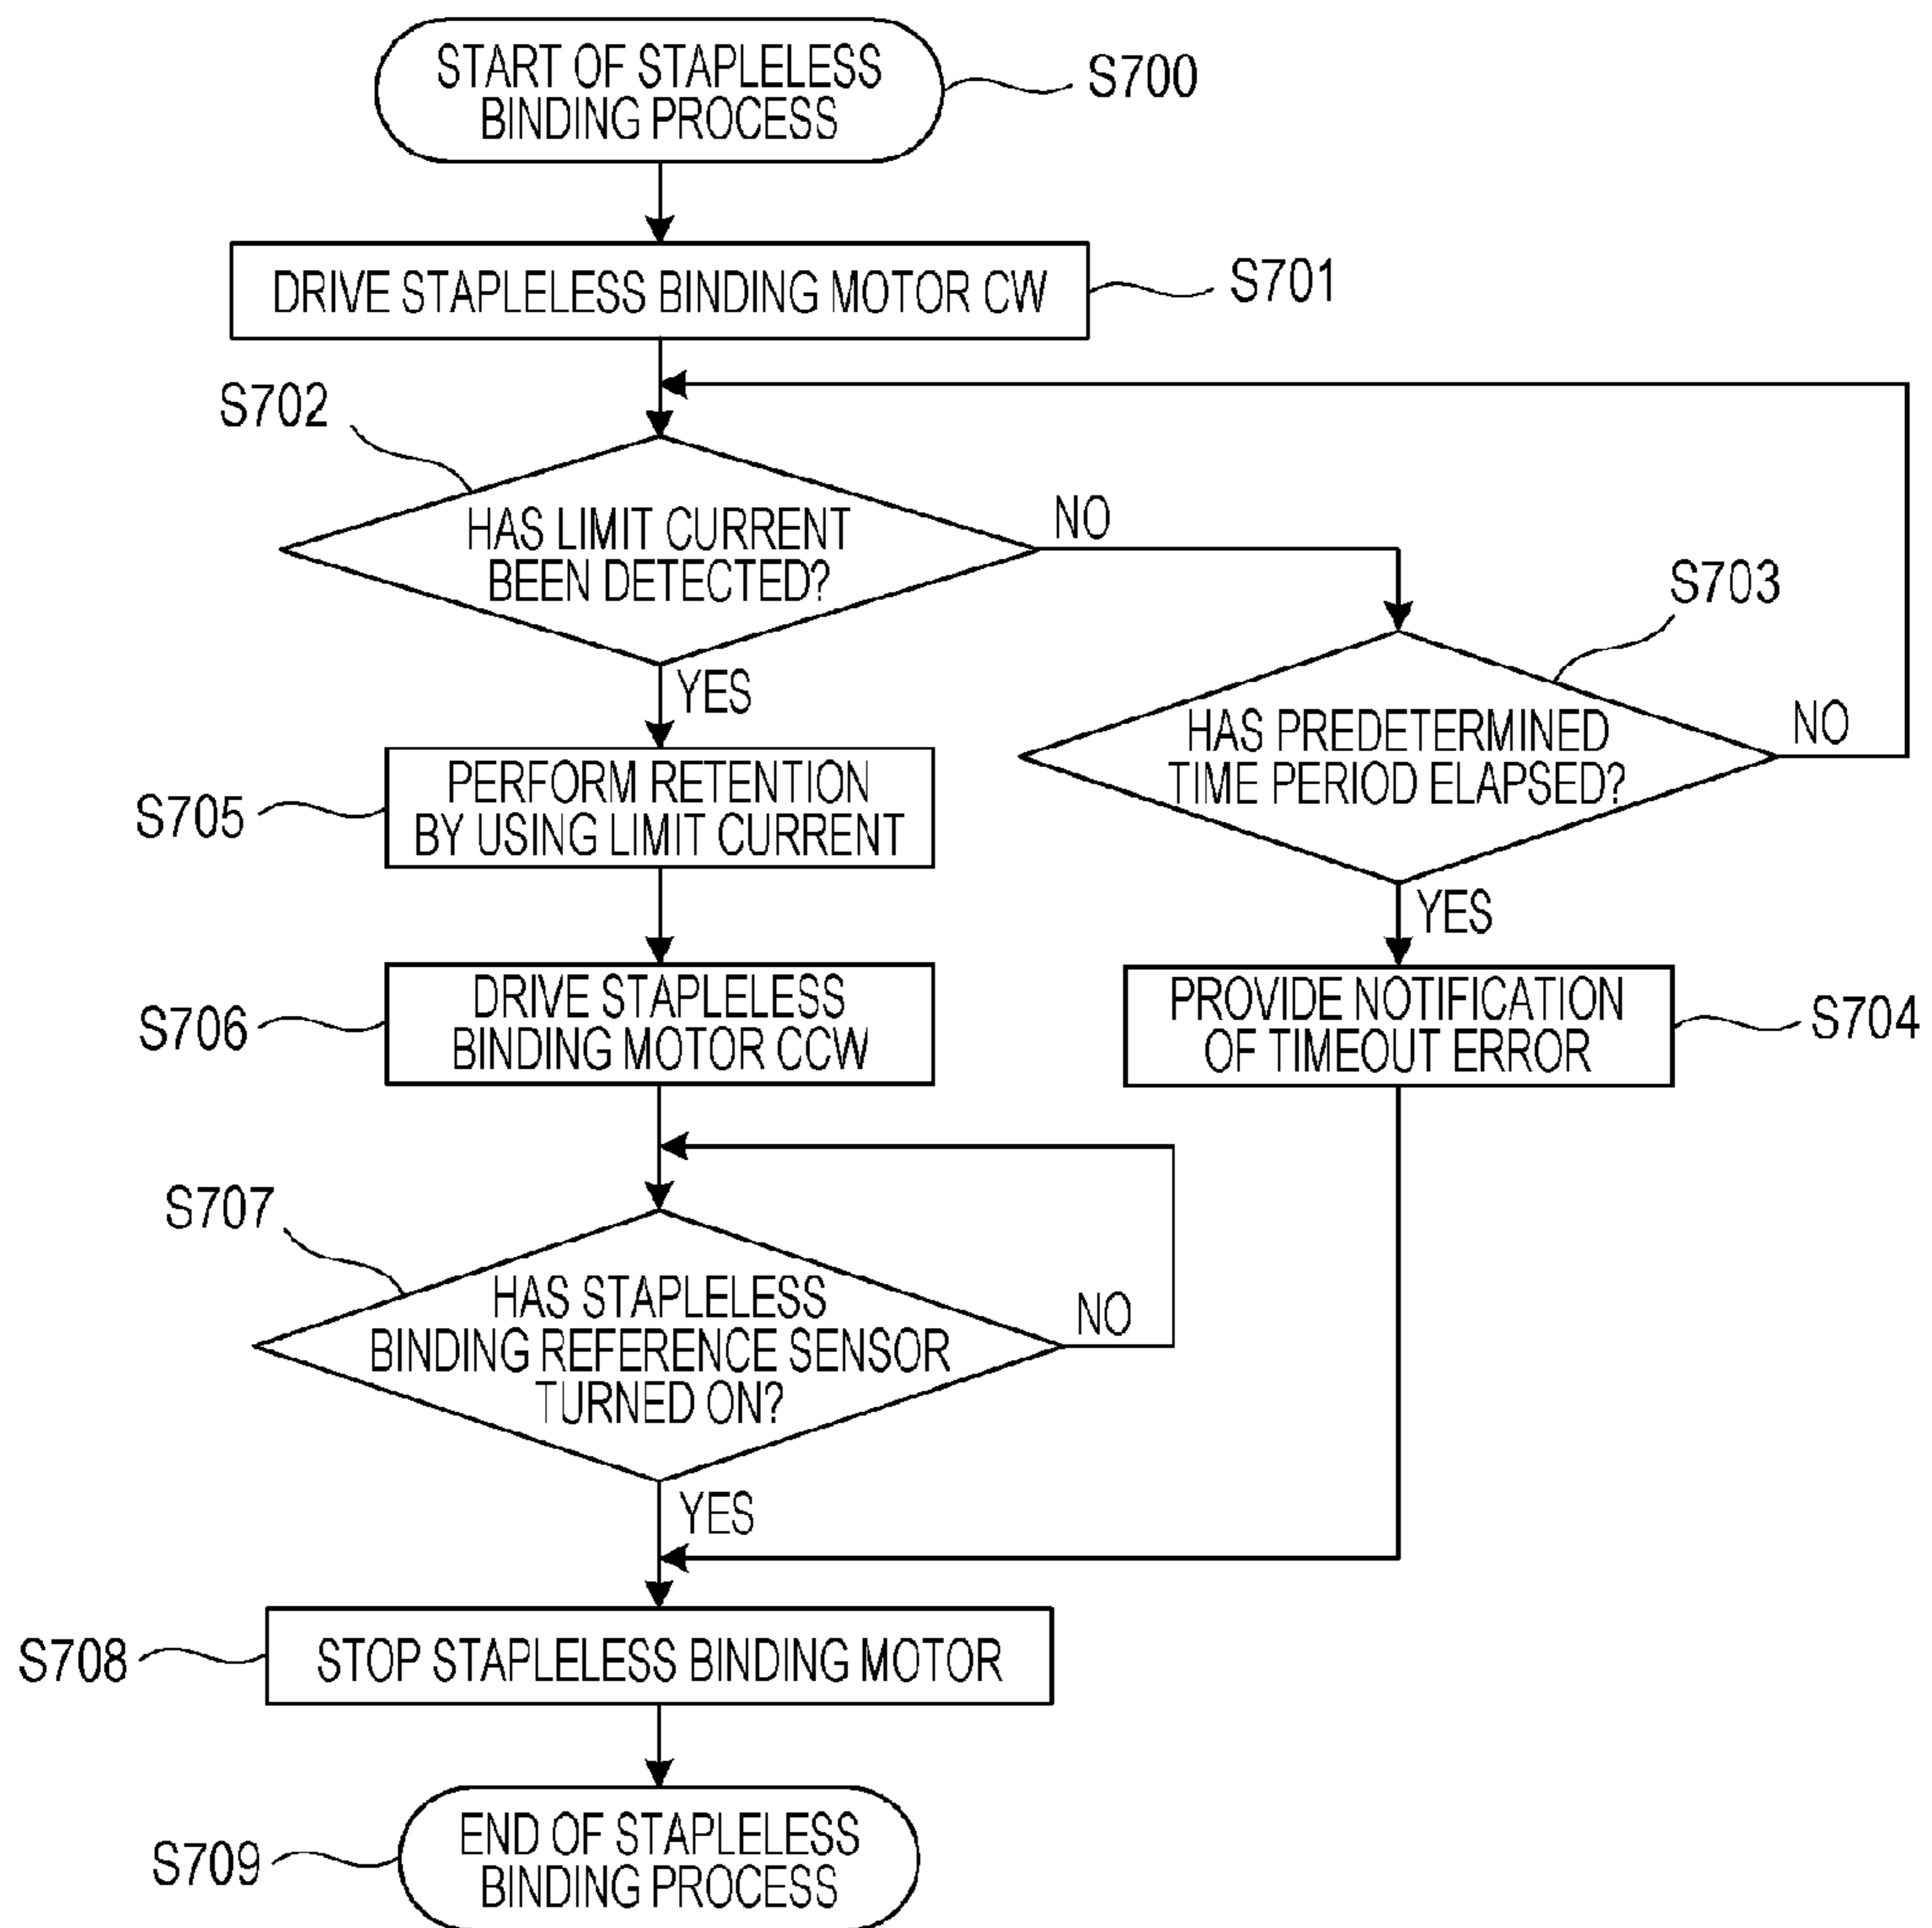 START OF STAPLELESS
BINDING PROCESS
S700
DRIVE STAPLELESS BINDING MOTOR CW
S701
S702
HAS LIMIT CURRENT
BEEN DETECTED?
NO
YES
S703
HAS PREDETERMINED
TIME PERIOD ELAPSED?
NO
YES
S705
PERFORM RETENTION
BY USING LIMIT CURRENT
S706
DRIVE STAPLELESS
BINDING MOTOR CCW
PROVIDE NOTIFICATION
OF TIMEOUT ERROR
S704
S707
HAS STAPLELESS
BINDING REFERENCE SENSOR
TURNED ON?
NO
YES
S708
STOP STAPLELESS BINDING MOTOR
S709
END OF STAPLELESS
BINDING PROCESS